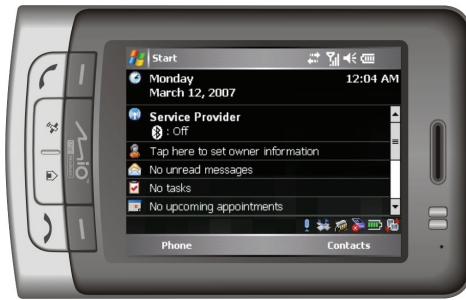 Start
Monday 12:04 AM
March 12, 2007
Service Provider
: Off
Tap here to set owner information
No unread messages
No tasks
No upcoming appointments
Phone Contacts
Mio